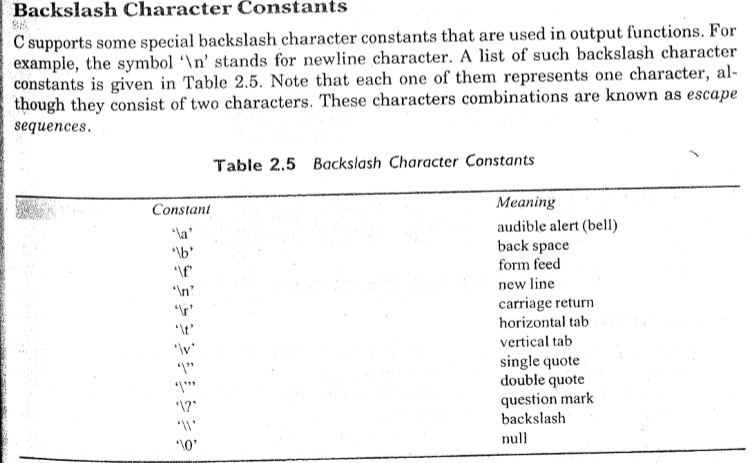 Backslash Character Constants
C supports some special backslash character constants that are used in output functions. For
example, the symbol ‘\n’ stands for newline character. A list of such backslash character
constants is given in Table 2.5. Note that each one of them represents one character, al-
though they consist of two characters. These characters combinations are known as escape
sequences.
Table 2.5 Backslash Character Constants
Constant Meaning
‘\a’ audible alert (bell)
‘\b’ back space
‘\f’ form feed
‘\n’ new line
‘\r’ carriage return
‘\t’ horizontal tab
‘\v’ vertical tab
‘\’’ single quote
‘\”’ double quote
‘\?’ question mark
‘\\’ backslash
‘\0’ null